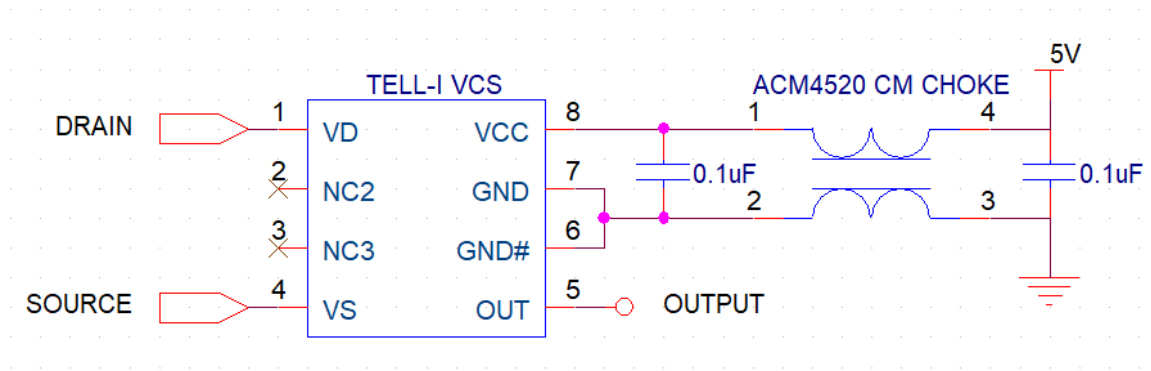 5V
TELL-I VCS
ACM4520 CM CHOKE
DRAIN 1 VD VCC 8 1 4
2 NC2 GND 7 0.1uF 0.1uF
3 NC3 GND# 6 2 3
SOURCE 4 VS OUT 5 OUTPUT